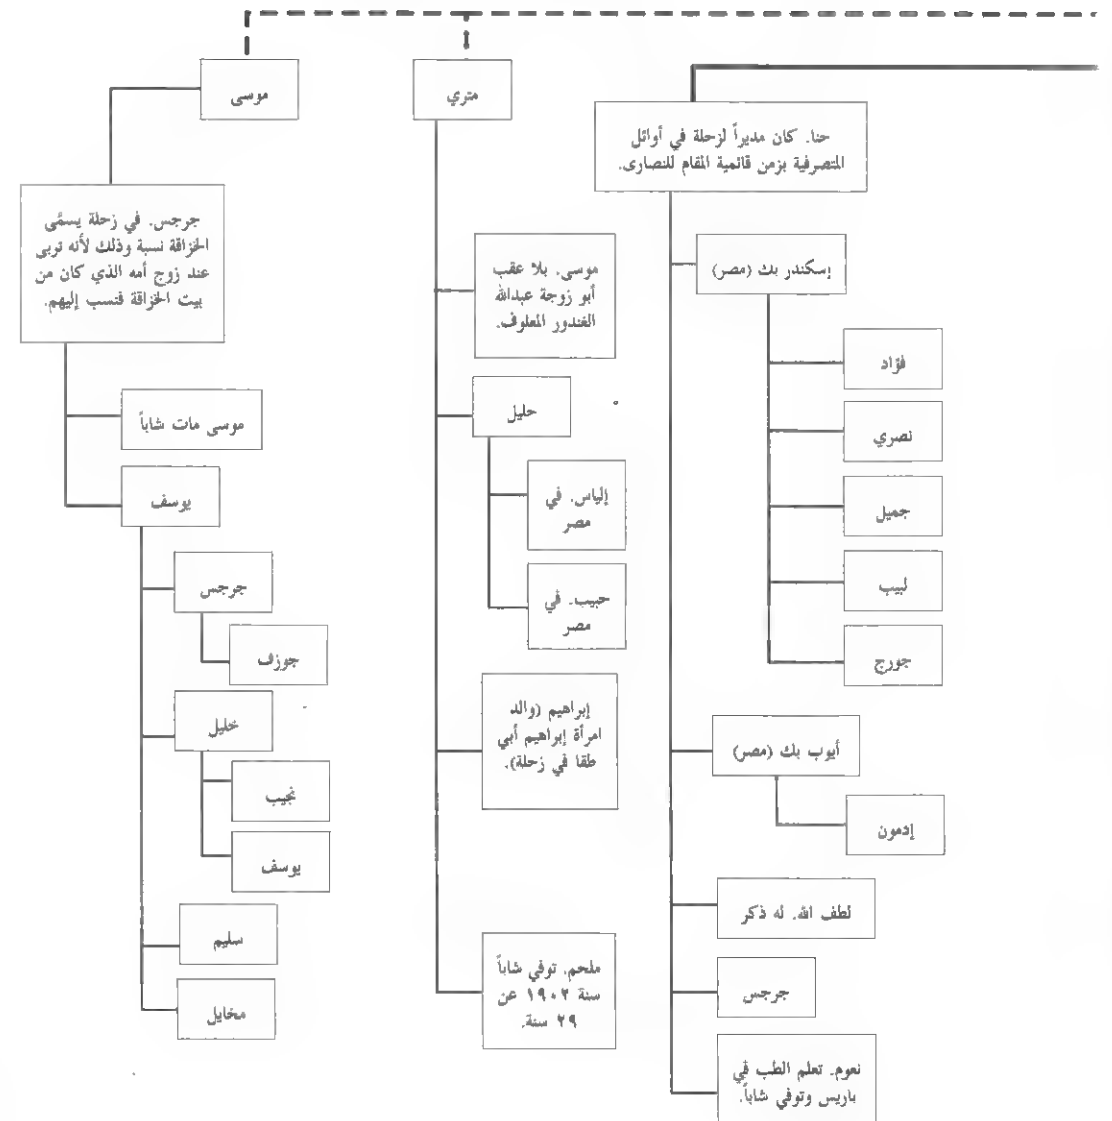 حنا. كان مديراً لزحلة في أوائل
المتصرفية بزمن قائمية المقام للنصارى.
إسكندر بك (مصر)
فؤاد
نصري
جميل
لبيب
جورج
أيوب بك (مصر)
إدمون
لطف الله. له ذكر
جرجس
نعوم. تعلم الطب في
باريس وتوفي شاباً.
متري
موسى. بلا عقب
أبو زوجة عبدالله
الغندور المعلوف.
خليل
إلياس. في
مصر
حبيب. في
مصر
إبراهيم (والد
امرأة إبراهيم أبي
طقا في زحلة).
ملحم. توفي شاباً
سنة ١٩٠٢ عن
٢٩ سنة.
موسى
جرجس. في زحلة يسمَّى
الخزاقة نسبة وذلك لأنه تربى
عند زوج أمه الذي كان من
بيت الخزاقة فنسب إليهم.
موسى مات شاباً
يوسف
جرجس
جوزف
خليل
نجيب
يوسف
سليم
مخايل